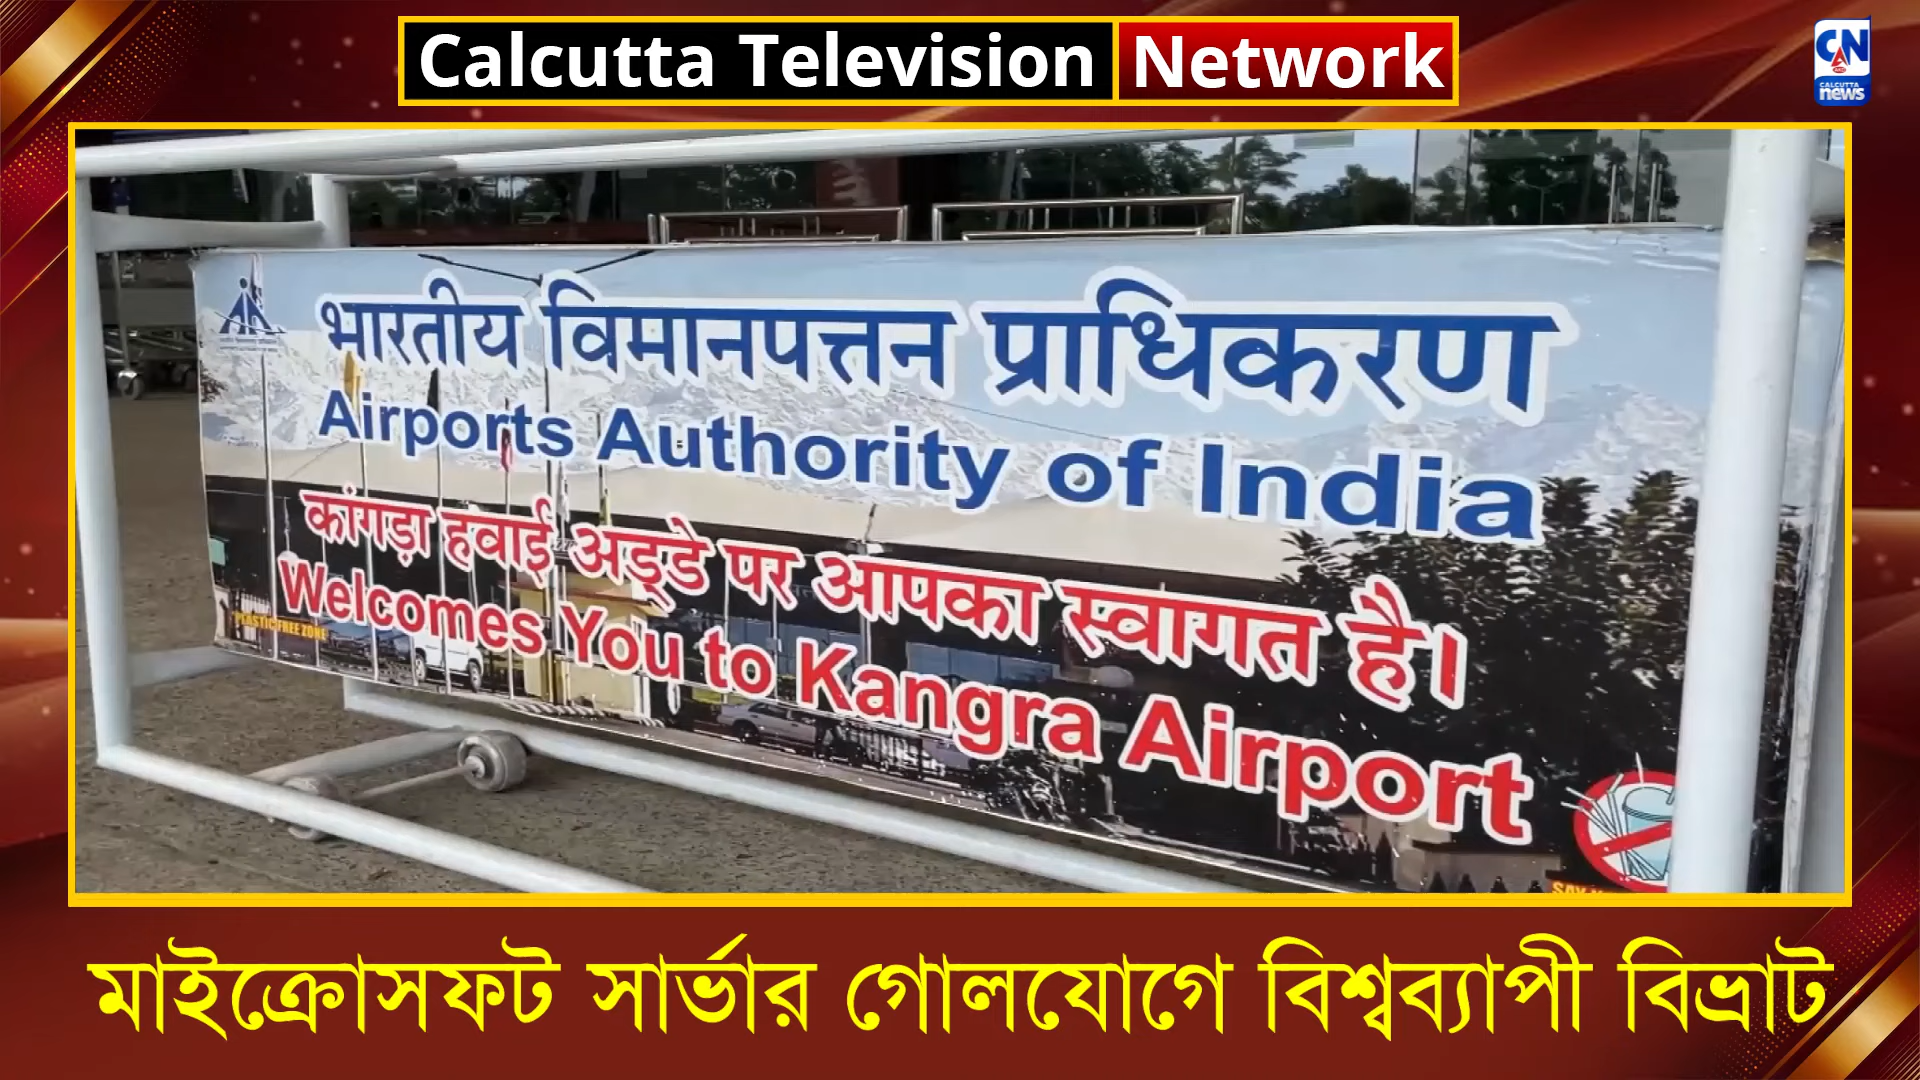 Calcutta Television Network
CN
CALCUTTA
news
भारतीय विमानपत्तन प्राधिकरण
Airports Authority of India
कांगड़ा हवाई अड्डे पर आपका स्वागत है।
Welcomes You to Kangra Airport
PLASTIC FREE ZONE
মাইক্রোসফট সার্ভার গোলযোগে বিশ্বব্যাপী বিভ্রাট